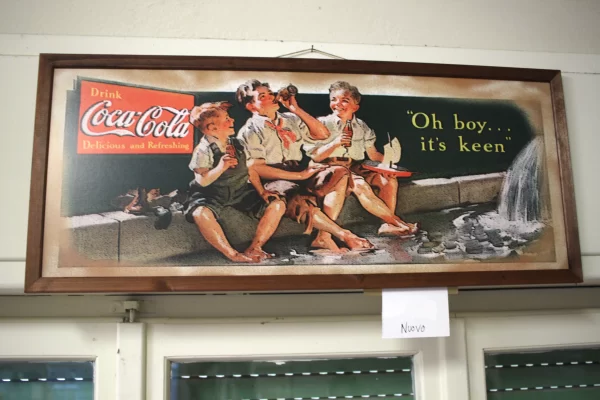 Drink
Coca-Cola
Delicious and Refreshing
"Oh boy...
it's keen"
Nuovo